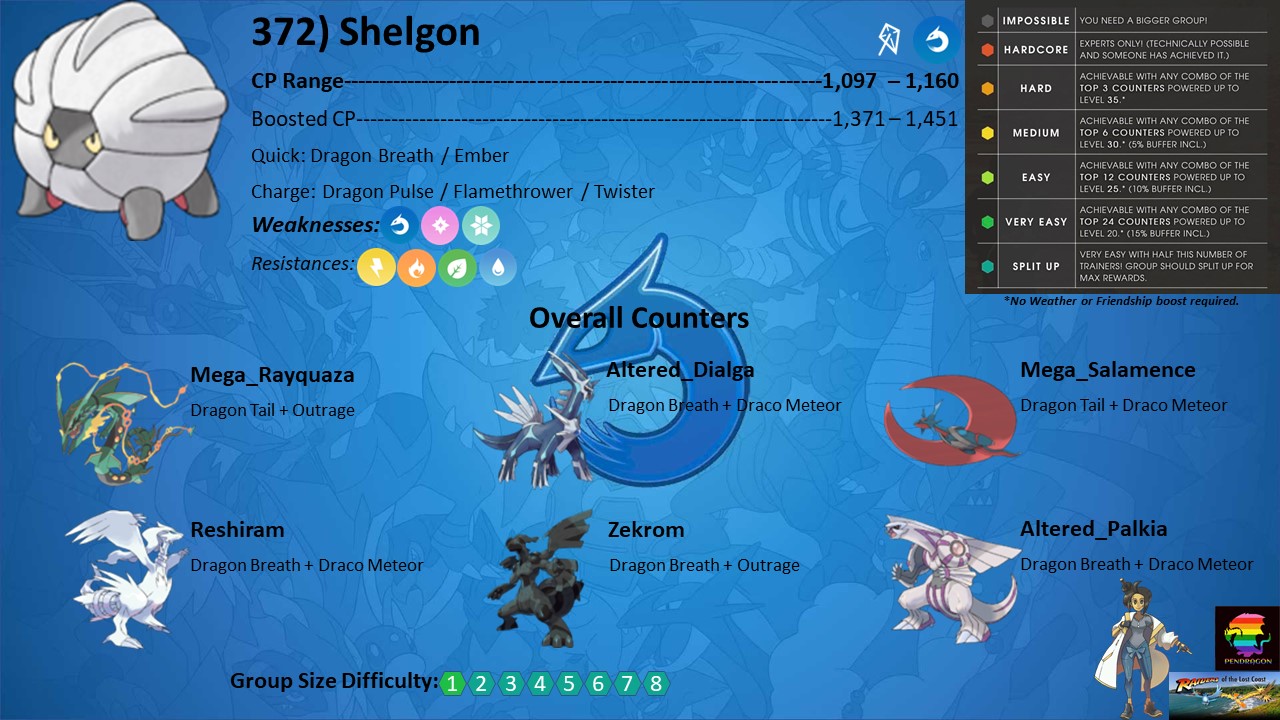 372) Shelgon
CP Range---1,097 – 1,160
Boosted CP---1,371 – 1,451
Quick: Dragon Breath / Ember
Charge: Dragon Pulse / Flamethrower / Twister
Weaknesses:
Resistances:
IMPOSSIBLE YOU NEED A BIGGER GROUP!
HARDCORE EXPERTS ONLY! (TECHNICALLY POSSIBLE
AND SOMEONE HAS ACHIEVED IT.)
HARD ACHIEVABLE WITH ANY COMBO OF THE
TOP 3 COUNTERS POWERED UP TO
LEVEL 35.*
MEDIUM ACHIEVABLE WITH ANY COMBO OF THE
TOP 6 COUNTERS POWERED UP TO
LEVEL 30.* (5% BUFFER INCL.)
EASY ACHIEVABLE WITH ANY COMBO OF THE
TOP 12 COUNTERS POWERED UP TO
LEVEL 25.* (10% BUFFER INCL.)
VERY EASY ACHIEVABLE WITH ANY COMBO OF THE
TOP 24 COUNTERS POWERED UP TO
LEVEL 20.* (15% BUFFER INCL.)
SPLIT UP VERY EASY WITH HALF THIS NUMBER OF
TRAINERS! GROUP SHOULD SPLIT UP FOR
MAX REWARDS.
*No Weather or Friendship boost required.
Overall Counters
Mega_Rayquaza
Dragon Tail + Outrage
Altered_Dialga
Dragon Breath + Draco Meteor
Mega_Salamence
Dragon Tail + Draco Meteor
Reshiram
Dragon Breath + Draco Meteor
Zekrom
Dragon Breath + Outrage
Altered_Palkia
Dragon Breath + Draco Meteor
Group Size Difficulty: 1 2 3 4 5 6 7 8
PENDRAGON
RAIDERS of the Lost Coast